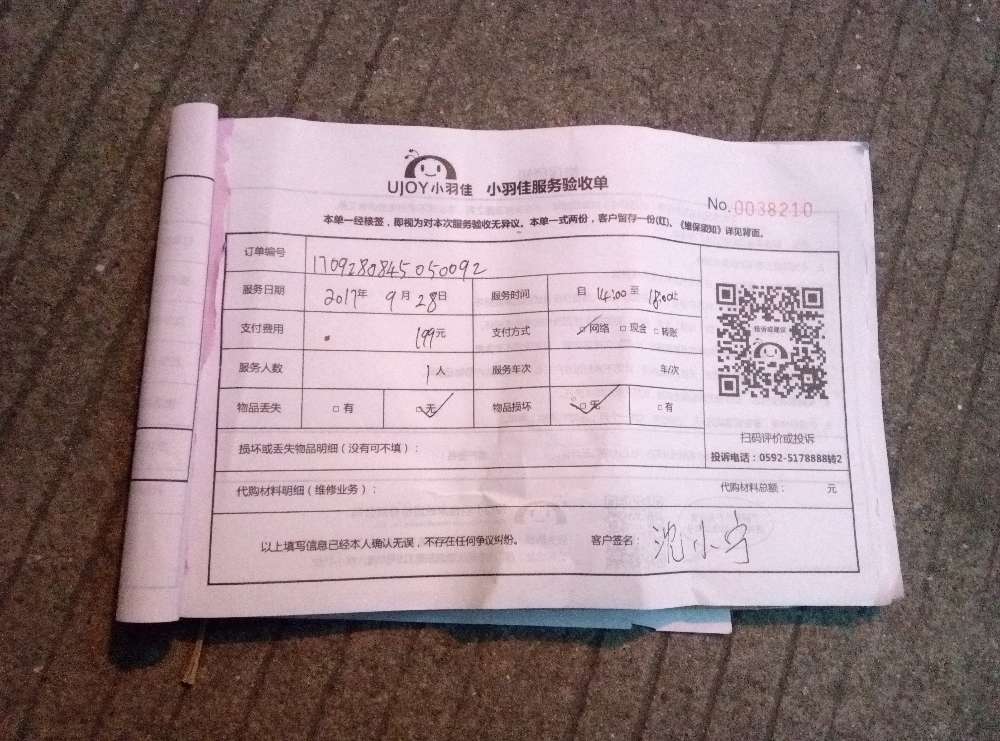 UJOY小羽佳 小羽佳服务验收单
No.0038210
本单一经核签，即视为对本次服务验收无异议。本单一式两份，客户留存一份(红)、《维保须知》详见背面。
订单编号 1709280845050092
服务日期 2017年 9月28日 服务时间 自 14:00 至 18:00止
支付费用 199元 支付方式 □网络 □现金 □转账
服务人数 1人 服务车次 车/次
物品丢失 □有 □无 物品损坏 □无 □有
投诉或建议
扫码评价或投诉
投诉电话：0592-5178888转2
损坏或丢失物品明细（没有可不填）：
代购材料明细（维修业务）： 代购材料总额： 元
以上填写信息已经本人确认无误，不存在任何争议纠纷。 客户签名：沈小宁